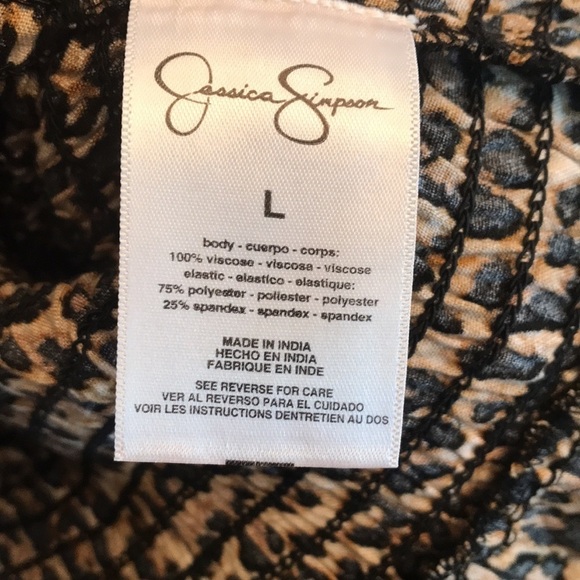 Jessica Simpson
L
body - cuerpo - corps:
100% viscose - viscosa - viscose
elastic - elastico - elastique:
75% polyester - poliester - polyester
25% spandex - spandex - spandex
MADE IN INDIA
HECHO EN INDIA
FABRIQUE EN INDE
SEE REVERSE FOR CARE
VER AL REVERSO PARA EL CUIDADO
VOIR LES INSTRUCTIONS DENTRETIEN AU DOS